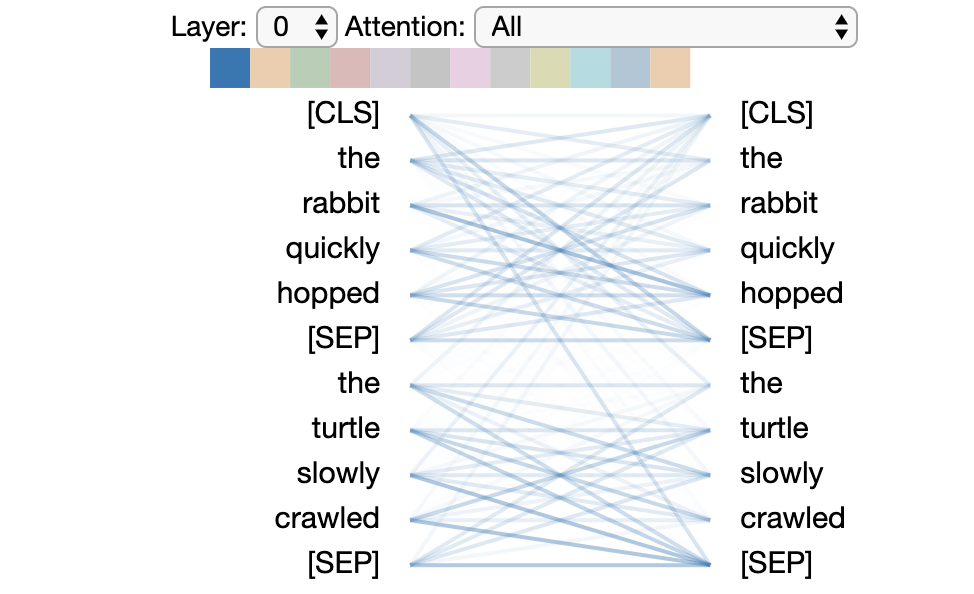 Layer: 0 Attention: All
[CLS] [CLS]
the the
rabbit rabbit
quickly quickly
hopped hopped
[SEP] [SEP]
the the
turtle turtle
slowly slowly
crawled crawled
[SEP] [SEP]